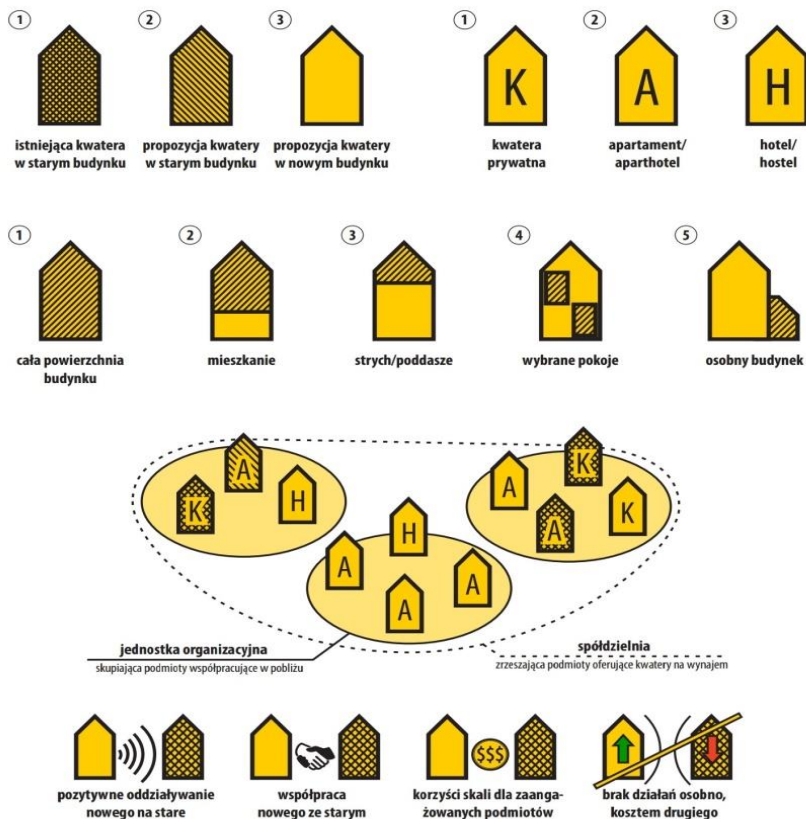 1 2 3 1 2 3
K A H
istniejąca kwatera
w starym budynku
propozycja kwatery
w starym budynku
propozycja kwatery
w nowym budynku
kwatera
prywatna
apartament/
aparthotel
hotel/
hostel
1 2 3 4 5
cała powierzchnia
budynku
mieszkanie
strych/poddasze
wybrane pokoje
osobny budynek
A
K
H
H
A
A
A
K
A
A
K
jednostka organizacyjna
skupiająca podmioty współpracujące w pobliżu
spółdzielnia
zrzeszająca podmioty oferujące kwatery na wynajem
$$$
pozytywne oddziaływanie
nowego na stare
współpraca
nowego ze starym
korzyści skali dla zaanga-
żowanych podmiotów
brak działań osobno,
kosztem drugiego